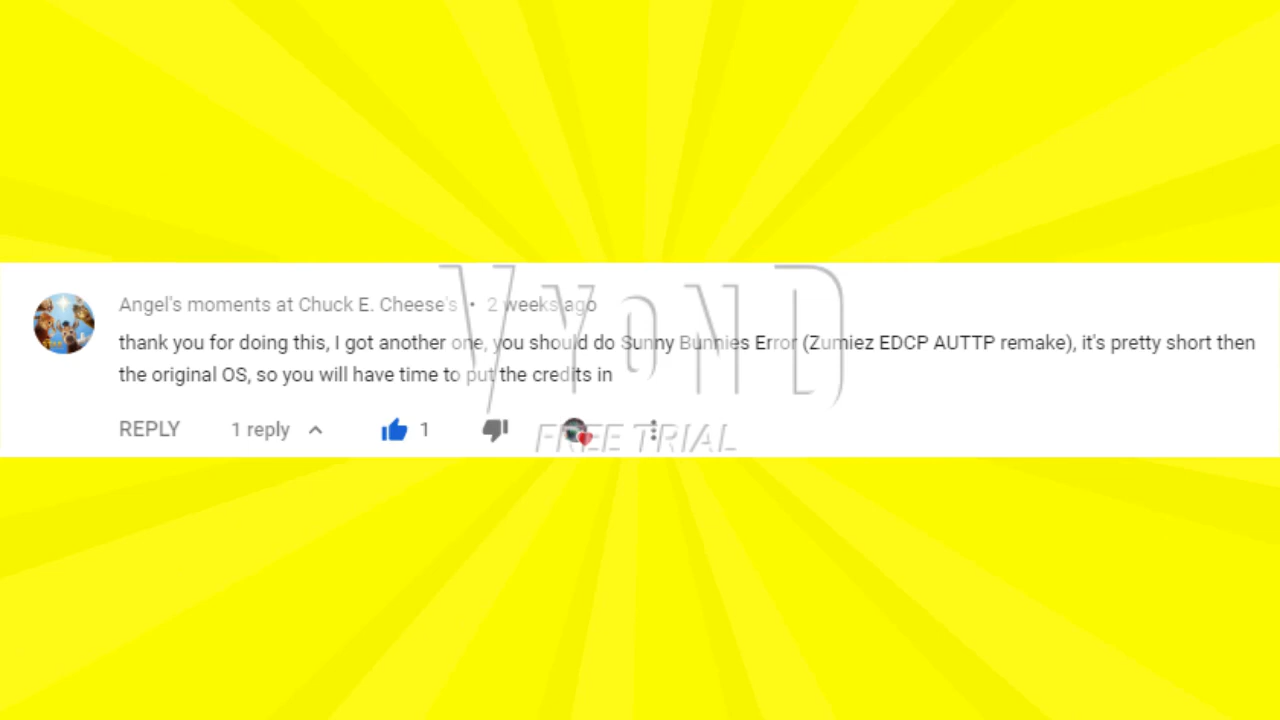 Angel's moments at Chuck E. Cheese's • 2 weeks ago
thank you for doing this, I got another one, you should do Sunny Bunnies Error (Zumiez EDCP AUTTP remake), it's pretty short then
the original OS, so you will have time to put the credits in
REPLY 1 reply 1
VYOND
FREE TRIAL